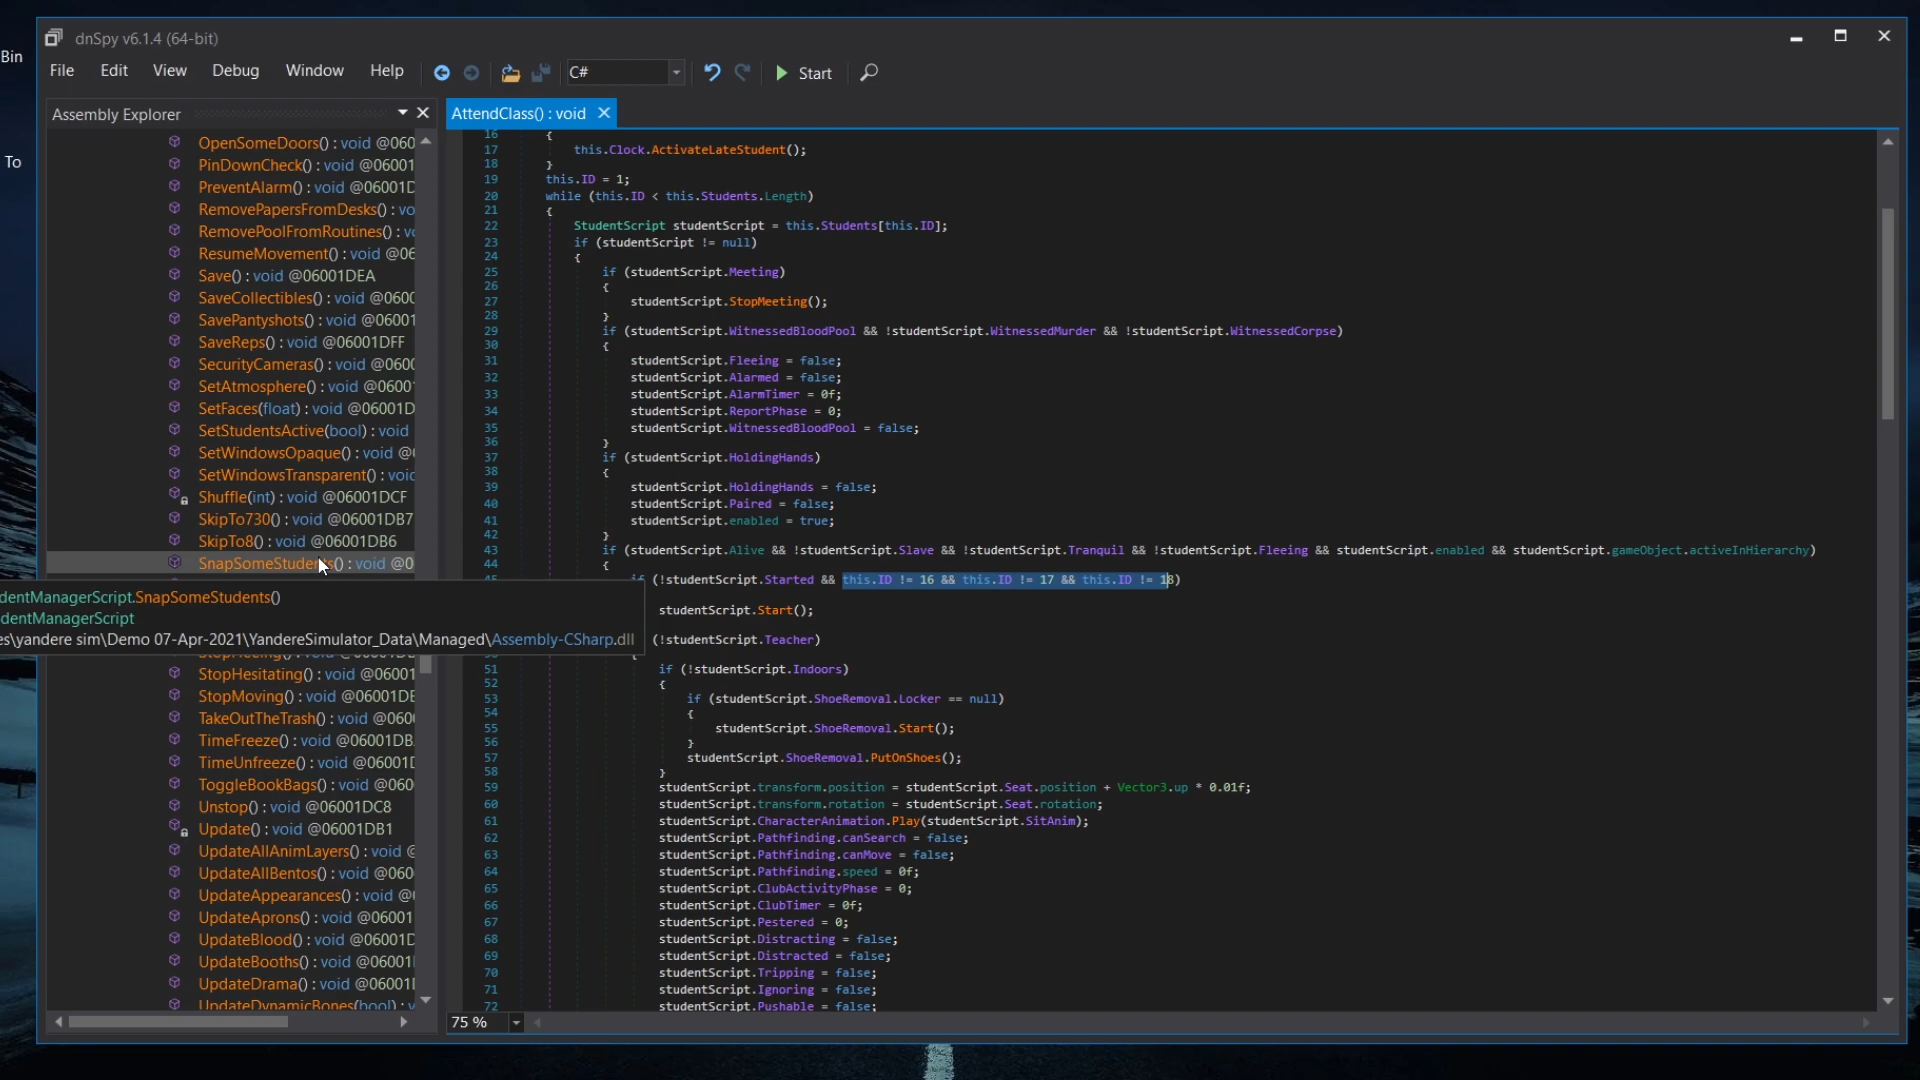 Bin
To
dnSpy v6.1.4 (64-bit)
File Edit View Debug Window Help C# Start
Assembly Explorer
AttendClass() : void
OpenSomeDoors() : void @060
PinDownCheck() : void @06001
PreventAlarm() : void @06001D
RemovePapersFromDesks() : vo
RemovePoolFromRoutines() : vo
ResumeMovement() : void @06
Save() : void @06001DEA
SaveCollectibles() : void @060
SavePantyshots() : void @06001
SaveReps() : void @06001DFF
SecurityCameras() : void @060
SetAtmosphere() : void @06001
SetFaces(float) : void @06001D
SetStudentsActive(bool) : void
SetWindowsOpaque() : void @
SetWindowsTransparent() : void
Shuffle(int) : void @06001DCF
SkipTo730() : void @06001DB7
SkipTo8() : void @06001DB6
SnapSomeStudents() : void @0
dentManagerScript.SnapSomeStudents()
dentManagerScript
es\yandere sim\Demo 07-Apr-2021\YandereSimulator_Data\Managed\Assembly-CSharp.dll
StopHesitating() : void @06001
StopMoving() : void @06001DE
TakeOutTheTrash() : void @060
TimeFreeze() : void @06001DB
TimeUnfreeze() : void @06001D
ToggleBookBags() : void @060
Unstop() : void @06001DC8
Update() : void @06001DB1
UpdateAllAnimLayers() : void @
UpdateAllBentos() : void @060
UpdateAppearances() : void @
UpdateAprons() : void @06001
UpdateBlood() : void @06001D
UpdateBooths() : void @06001
UpdateDrama() : void @06001
UpdateDynamicBones(bool) : v
16 {
17 this.Clock.ActivateLateStudent();
18 }
19 this.ID = 1;
20 while (this.ID < this.Students.Length)
21 {
22 StudentScript studentScript = this.Students[this.ID];
23 if (studentScript != null)
24 {
25 if (studentScript.Meeting)
26 {
27 studentScript.StopMeeting();
28 }
29 if (studentScript.WitnessedBloodPool && !studentScript.WitnessedMurder && !studentScript.WitnessedCorpse)
30 {
31 studentScript.Fleeing = false;
32 studentScript.Alarmed = false;
33 studentScript.AlarmTimer = 0f;
34 studentScript.ReportPhase = 0;
35 studentScript.WitnessedBloodPool = false;
36 }
37 if (studentScript.HoldingHands)
38 {
39 studentScript.HoldingHands = false;
40 studentScript.Paired = false;
41 studentScript.enabled = true;
42 }
43 if (studentScript.Alive && !studentScript.Slave && !studentScript.Tranquil && !studentScript.Fleeing && studentScript.enabled && studentScript.gameObject.activeInHierarchy)
44 {
45 if (!studentScript.Started && this.ID != 16 && this.ID != 17 && this.ID != 18)
studentScript.Start();
(!studentScript.Teacher)
{
51 if (!studentScript.Indoors)
52 {
53 if (studentScript.ShoeRemoval.Locker == null)
54 {
55 studentScript.ShoeRemoval.Start();
56 }
57 studentScript.ShoeRemoval.PutOnShoes();
58 }
59 studentScript.transform.position = studentScript.Seat.position + Vector3.up * 0.01f;
60 studentScript.transform.rotation = studentScript.Seat.rotation;
61 studentScript.CharacterAnimation.Play(studentScript.SitAnim);
62 studentScript.Pathfinding.canSearch = false;
63 studentScript.Pathfinding.canMove = false;
64 studentScript.Pathfinding.speed = 0f;
65 studentScript.ClubActivityPhase = 0;
66 studentScript.ClubTimer = 0f;
67 studentScript.Pestered = 0;
68 studentScript.Distracting = false;
69 studentScript.Distracted = false;
70 studentScript.Tripping = false;
71 studentScript.Ignoring = false;
72 studentScript.Pushable = false;
75 %